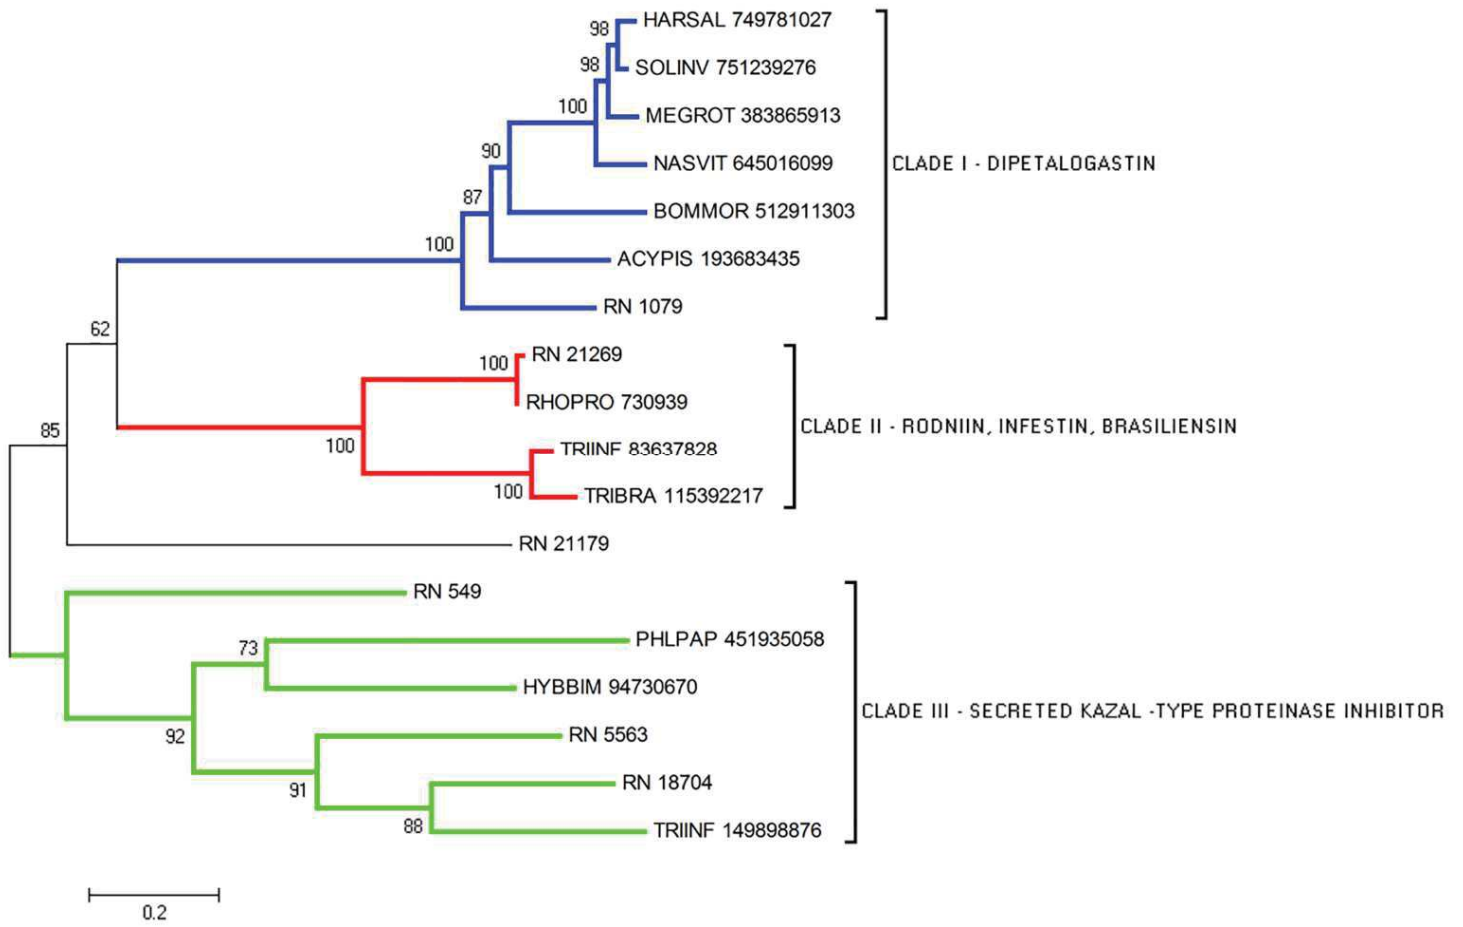 98 HARSAL 749781027
98 SOLINV 751239276
100 MEGROT 383865913
90 NASVIT 645016099
CLADE I - DIPETALOGASTIN
87 BOMMOR 512911303
100 ACYPIS 193683435
RN 1079
62
100 RN 21269
RHOPRO 730939
85
100
CLADE II - RODNIIN, INFESTIN, BRASILIENSIN
TRIINF 83637828
100 TRIBRA 115392217
RN 21179
RN 549
73 PHLPAP 451935058
HYBBIM 94730670
CLADE III - SECRETED KAZAL -TYPE PROTEINASE INHIBITOR
92 RN 5563
91 RN 18704
88 TRIINF 149898876
0.2